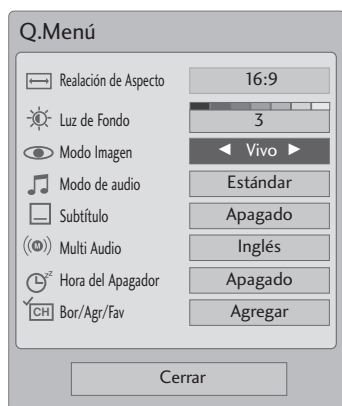 Q.Menú
Realación de Aspecto 16:9
Luz de Fondo 3
Modo Imagen ◄ Vivo ►
Modo de audio Estándar
Subtítulo Apagado
Multi Audio Inglés
Hora del Apagador Apagado
CH Bor/Agr/Fav Agregar
Cerrar